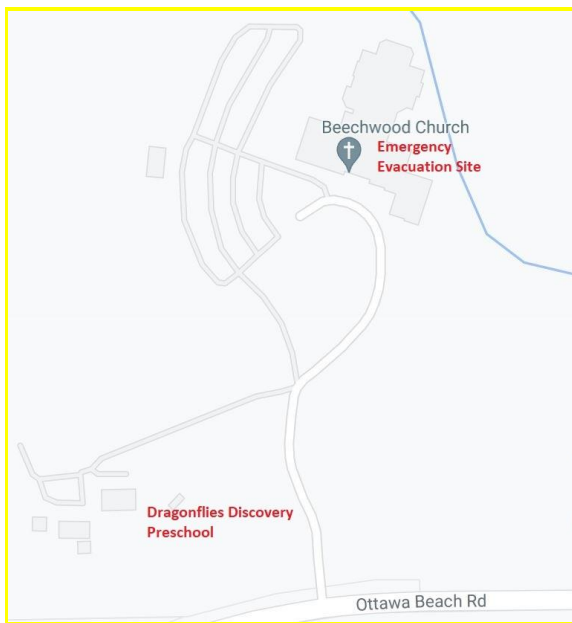 Beechwood Church
Emergency
Evacuation Site
Dragonflies Discovery
Preschool
Ottawa Beach Rd